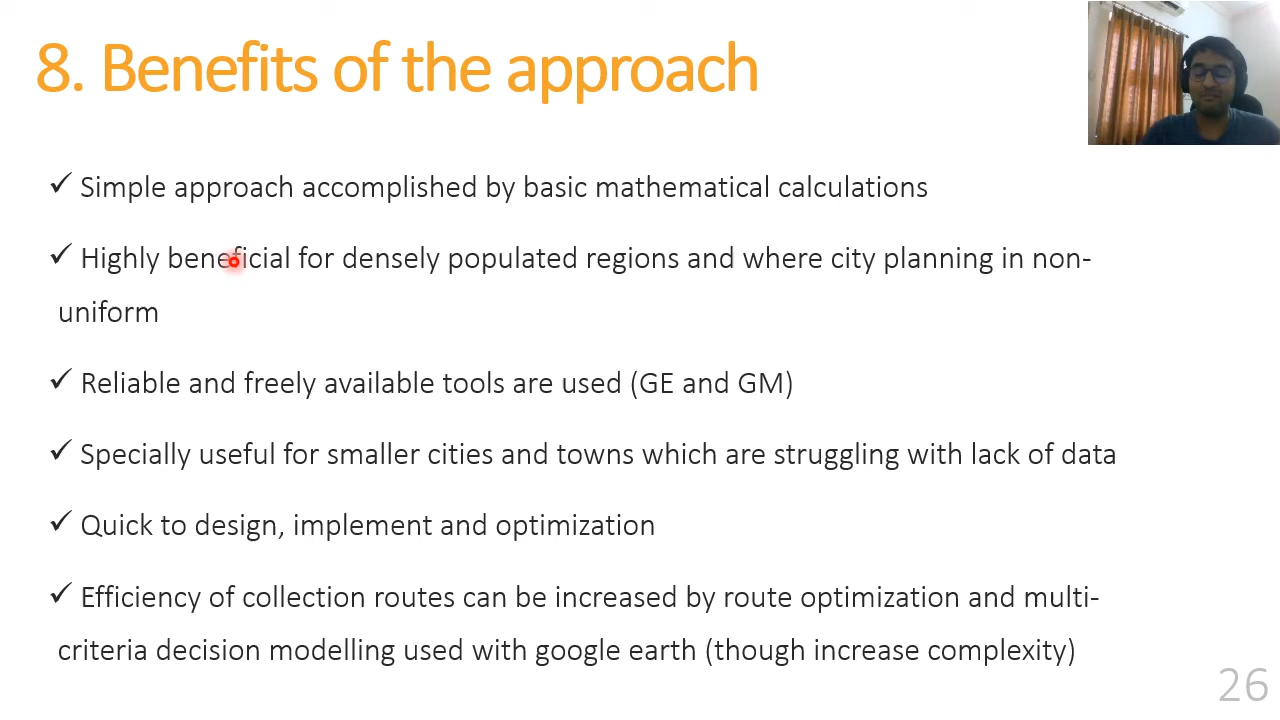 8. Benefits of the approach
✓ Simple approach accomplished by basic mathematical calculations
✓ Highly beneficial for densely populated regions and where city planning in non-
uniform
✓ Reliable and freely available tools are used (GE and GM)
✓ Specially useful for smaller cities and towns which are struggling with lack of data
✓ Quick to design, implement and optimization
✓ Efficiency of collection routes can be increased by route optimization and multi-
criteria decision modelling used with google earth (though increase complexity)
26